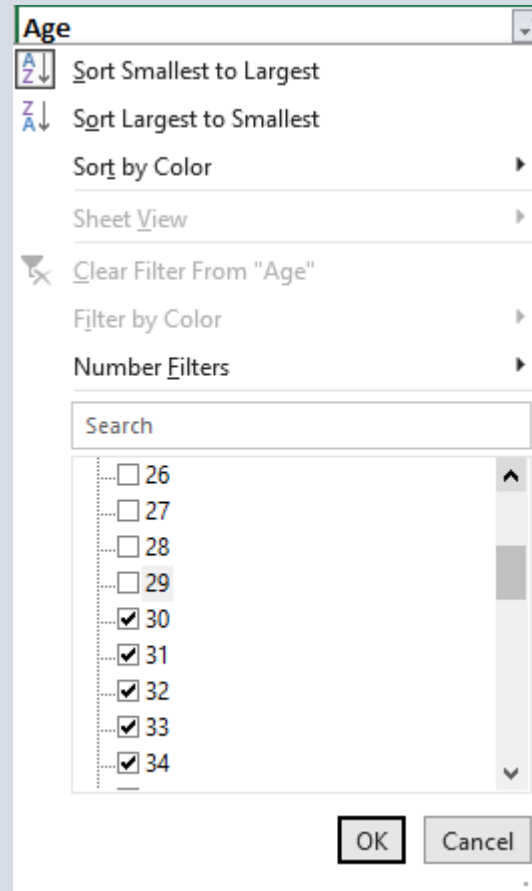 Age
Sort Smallest to Largest
Sort Largest to Smallest
Sort by Color
Sheet View
Clear Filter From "Age"
Filter by Color
Number Filters
Search
26
27
28
29
30
31
32
33
34
OK Cancel